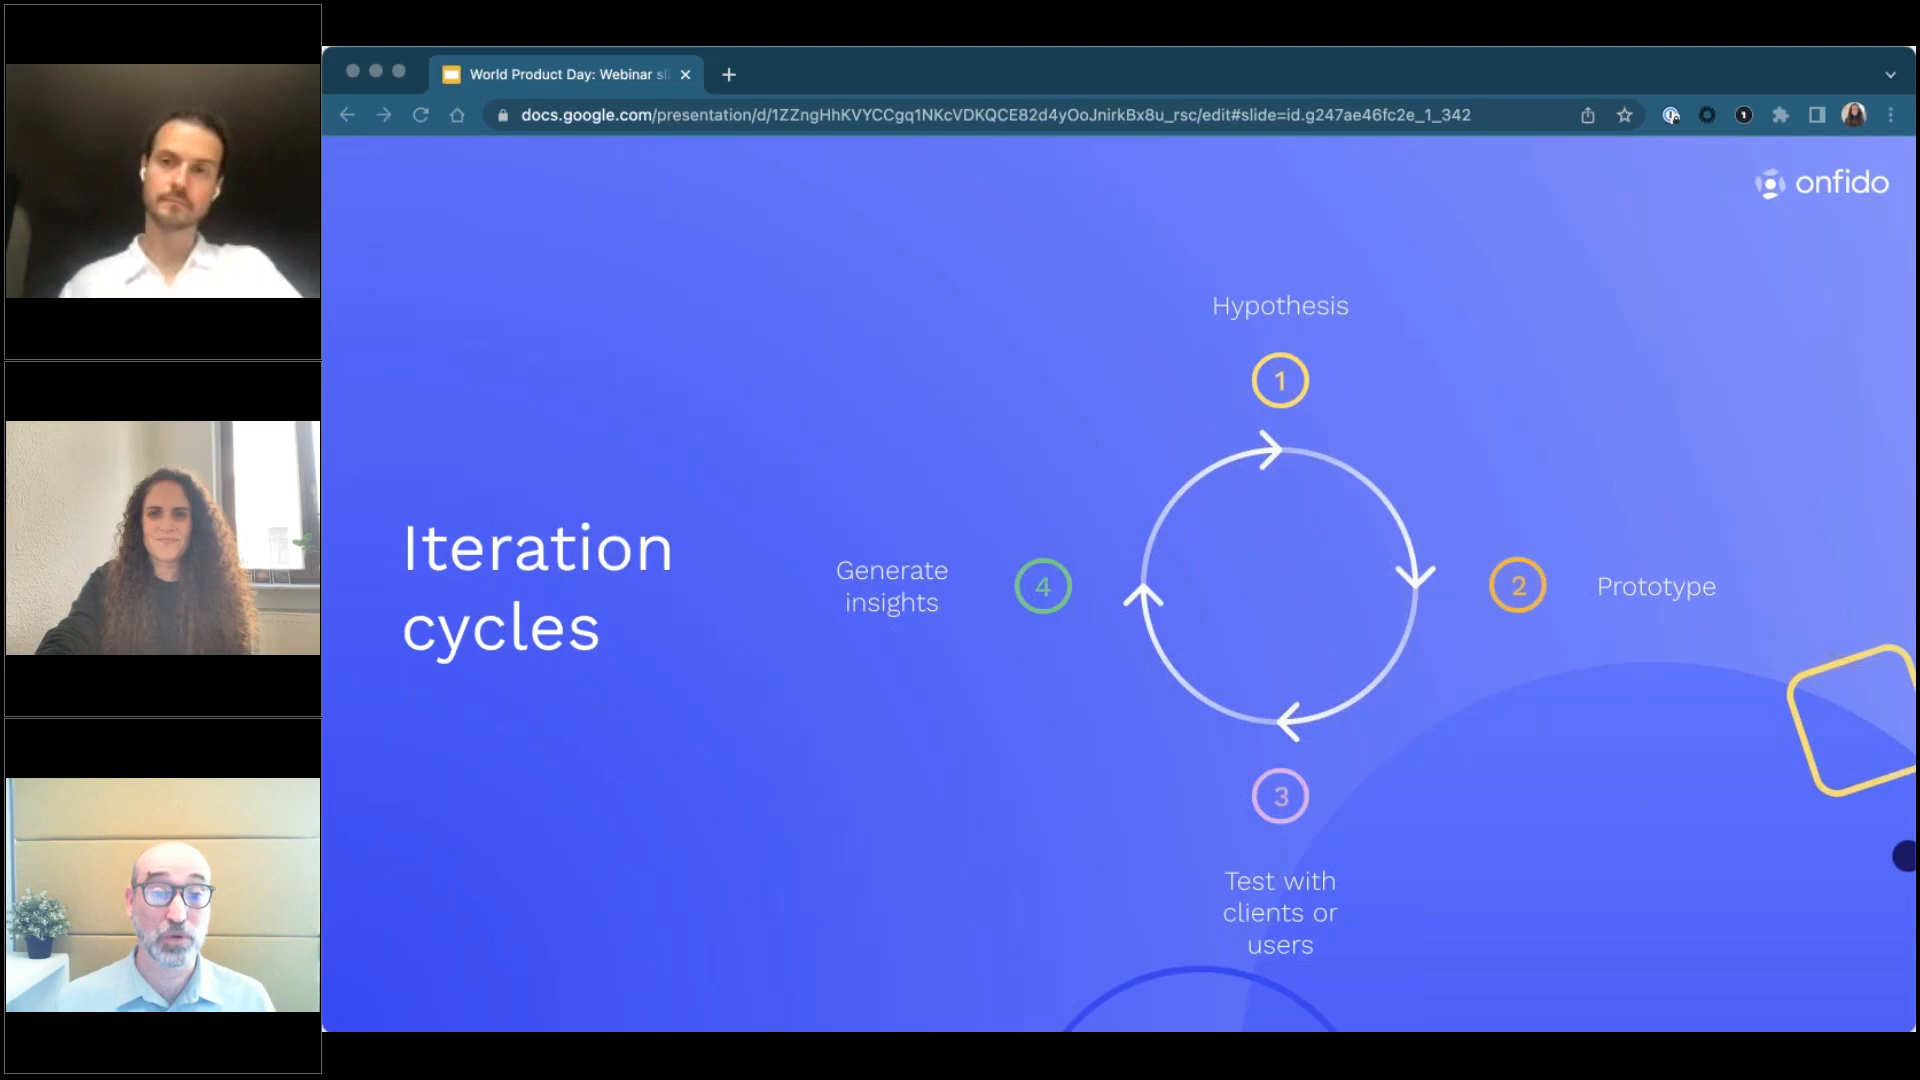 World Product Day: Webinar sl
docs.google.com/presentation/d/1ZZngHhKVYCCgq1NKcVDKQCE82d4yOoJnirkBx8u_rsc/edit#slide=id.g247ae46fc2e_1_342
onfido
Hypothesis
1
Iteration
cycles
Generate
insights
4
2
Prototype
3
Test with
clients or
users